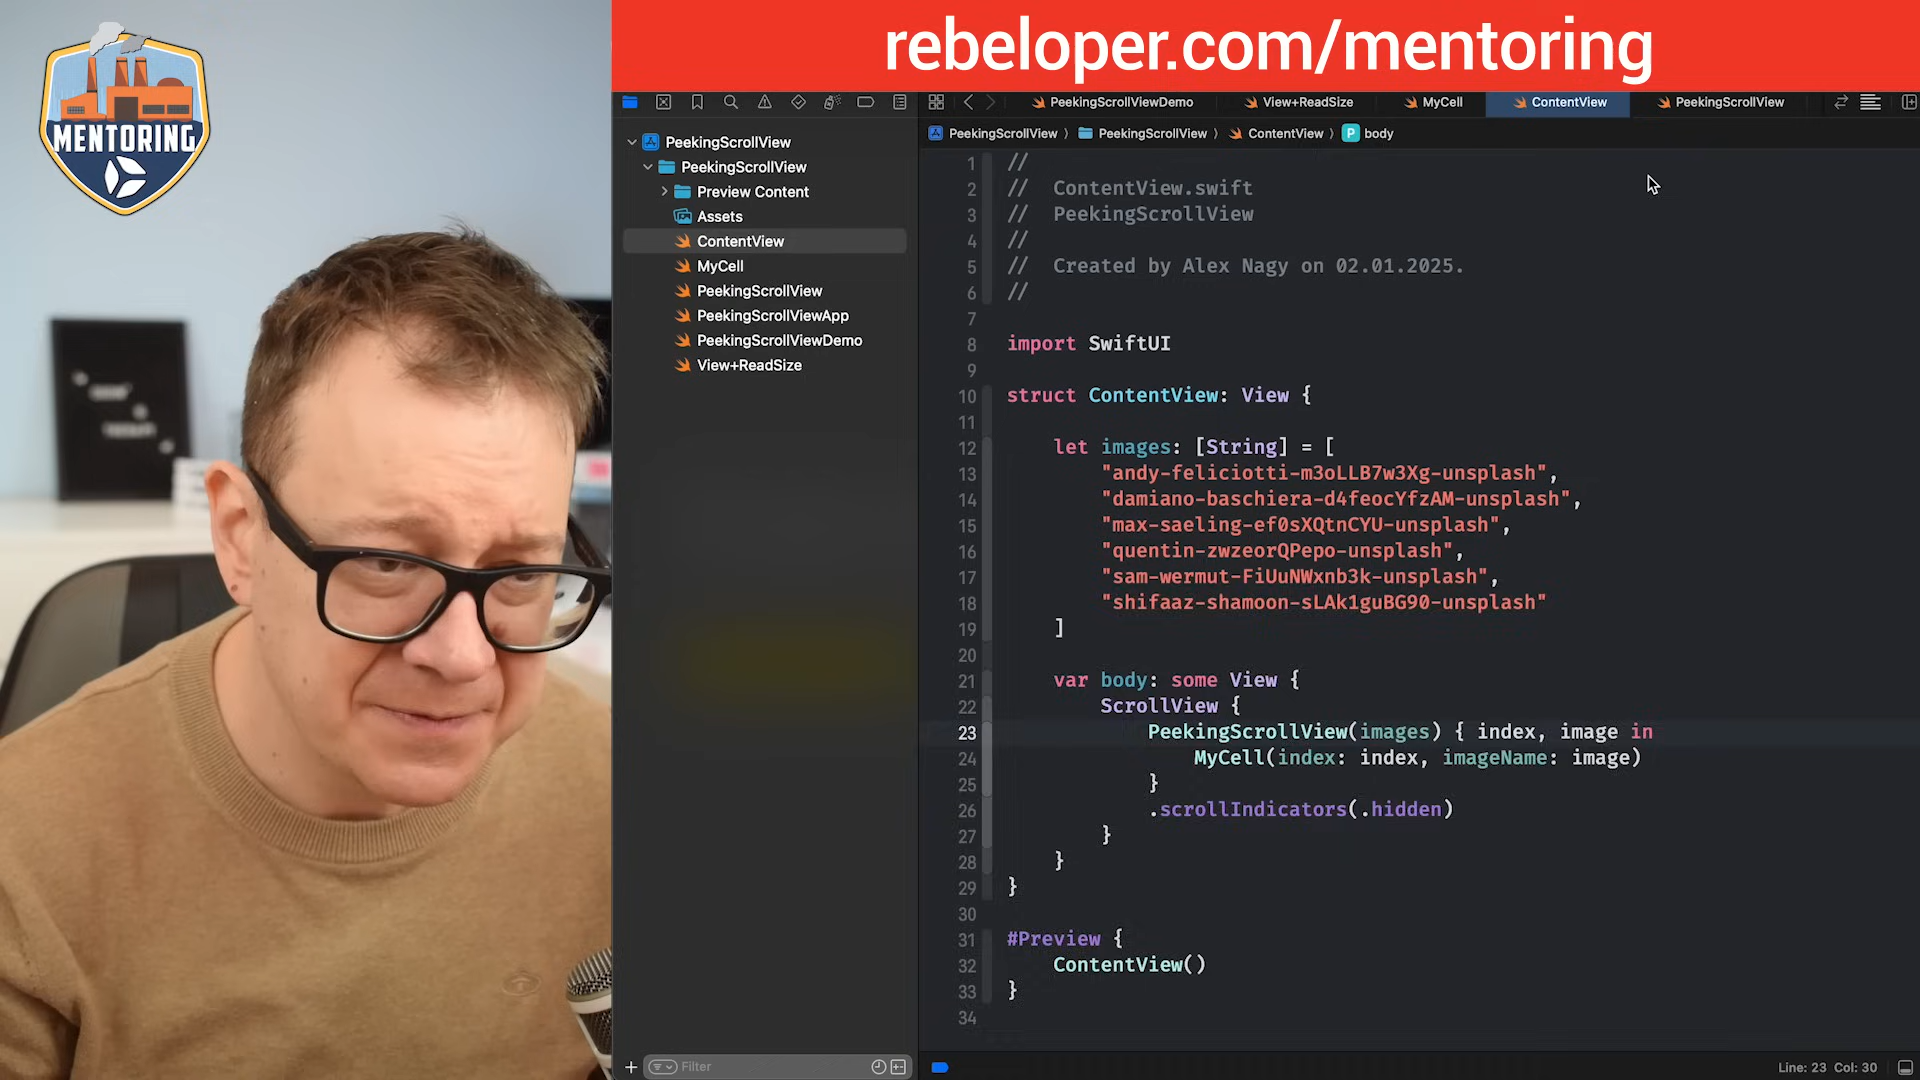 rebeloper.com/mentoring
MENTORING
PeekingScrollViewDemo
View+ReadSize
MyCell
ContentView
PeekingScrollView
PeekingScrollView
PeekingScrollView
ContentView
P body
PeekingScrollView
PeekingScrollView
Preview Content
Assets
ContentView
MyCell
PeekingScrollView
PeekingScrollViewApp
PeekingScrollViewDemo
View+ReadSize
Filter
1 //
2 // ContentView.swift
3 // PeekingScrollView
4 //
5 // Created by Alex Nagy on 02.01.2025.
6 //
7
8 import SwiftUI
9
10 struct ContentView: View {
11
12 let images: [String] = [
13 "andy-feliciotti-m3oLLB7w3Xg-unsplash",
14 "damiano-baschiera-d4feocYfzAM-unsplash",
15 "max-saeling-ef0sXQtnCYU-unsplash",
16 "quentin-zwzeorQPepo-unsplash",
17 "sam-wermut-FiUuNWxnb3k-unsplash",
18 "shifaaz-shamoon-sLAk1guBG90-unsplash"
19 ]
20
21 var body: some View {
22 ScrollView {
23 PeekingScrollView(images) { index, image in
24 MyCell(index: index, imageName: image)
25 }
26 .scrollIndicators(.hidden)
27 }
28 }
29 }
30
31 #Preview {
32 ContentView()
33 }
34
Line: 23 Col: 30